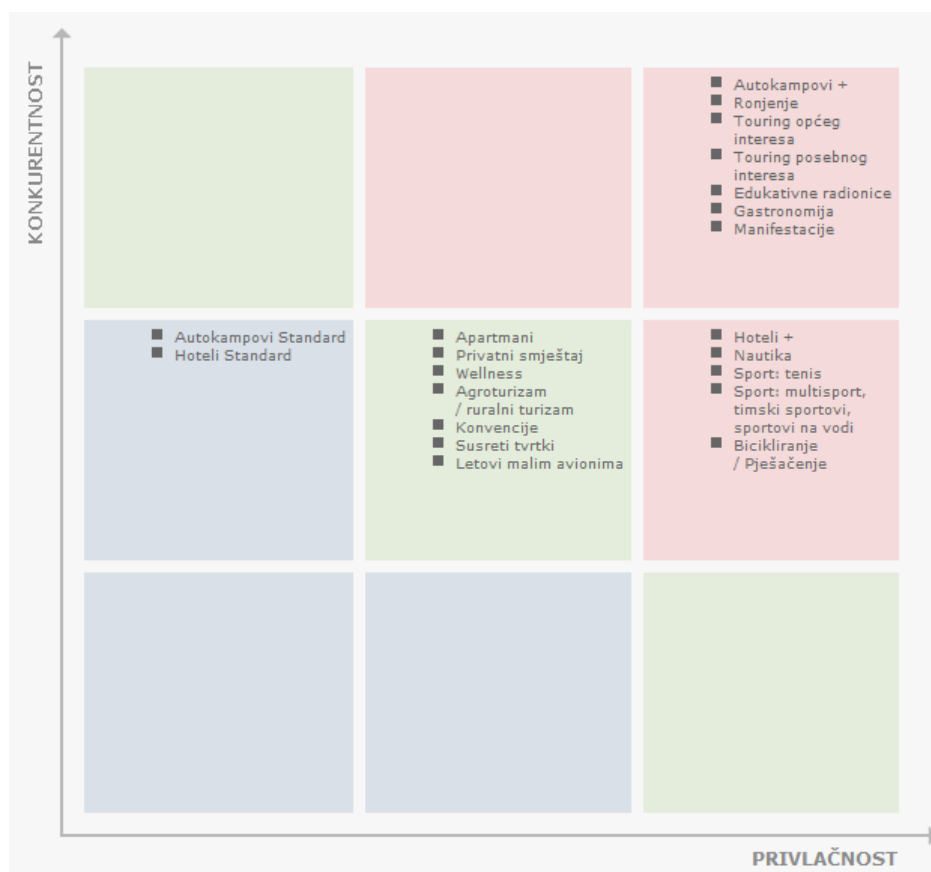 KONKURENTNOST
Autokampovi +
Ronjenje
Touring općeg
interesa
Touring posebnog
interesa
Edukativne radionice
Gastronomija
Manifestacije
Autokampovi Standard
Hoteli Standard
Apartmani
Privatni smještaj
Wellness
Agroturizam
/ ruralni turizam
Konvencije
Susreti tvrtki
Letovi malim avionima
Hoteli +
Nautika
Sport: tenis
Sport: multisport,
timski sportovi,
sportovi na vodi
Bicikliranje
/ Pješačenje
PRIVLAČNOST